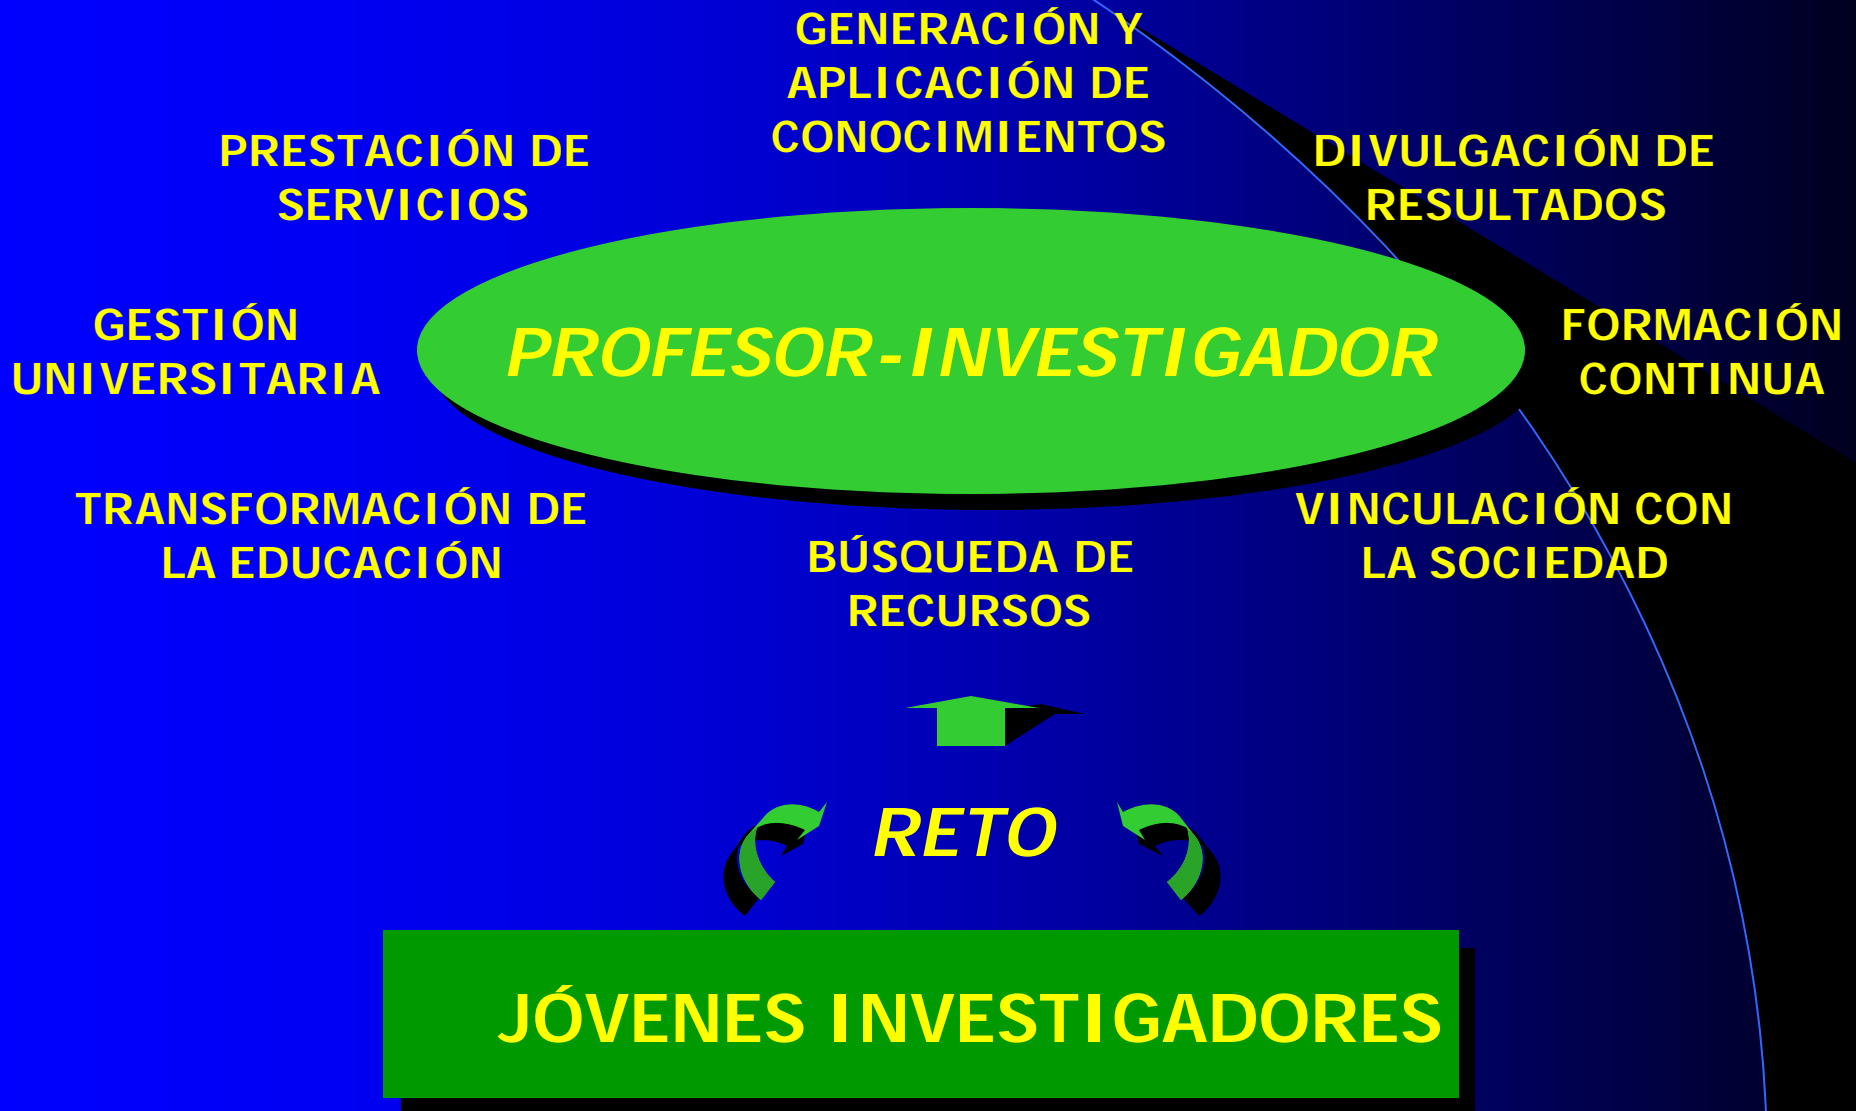 GENERACIÓN Y
APLICACIÓN DE
CONOCIMIENTOS
PRESTACIÓN DE
SERVICIOS
DIVULGACIÓN DE
RESULTADOS
GESTIÓN
UNIVERSITARIA
PROFESOR-INVESTIGADOR
FORMACIÓN
CONTINUA
TRANSFORMACIÓN DE
LA EDUCACIÓN
VINCULACIÓN CON
LA SOCIEDAD
BÚSQUEDA DE
RECURSOS
RETO
JÓVENES INVESTIGADORES